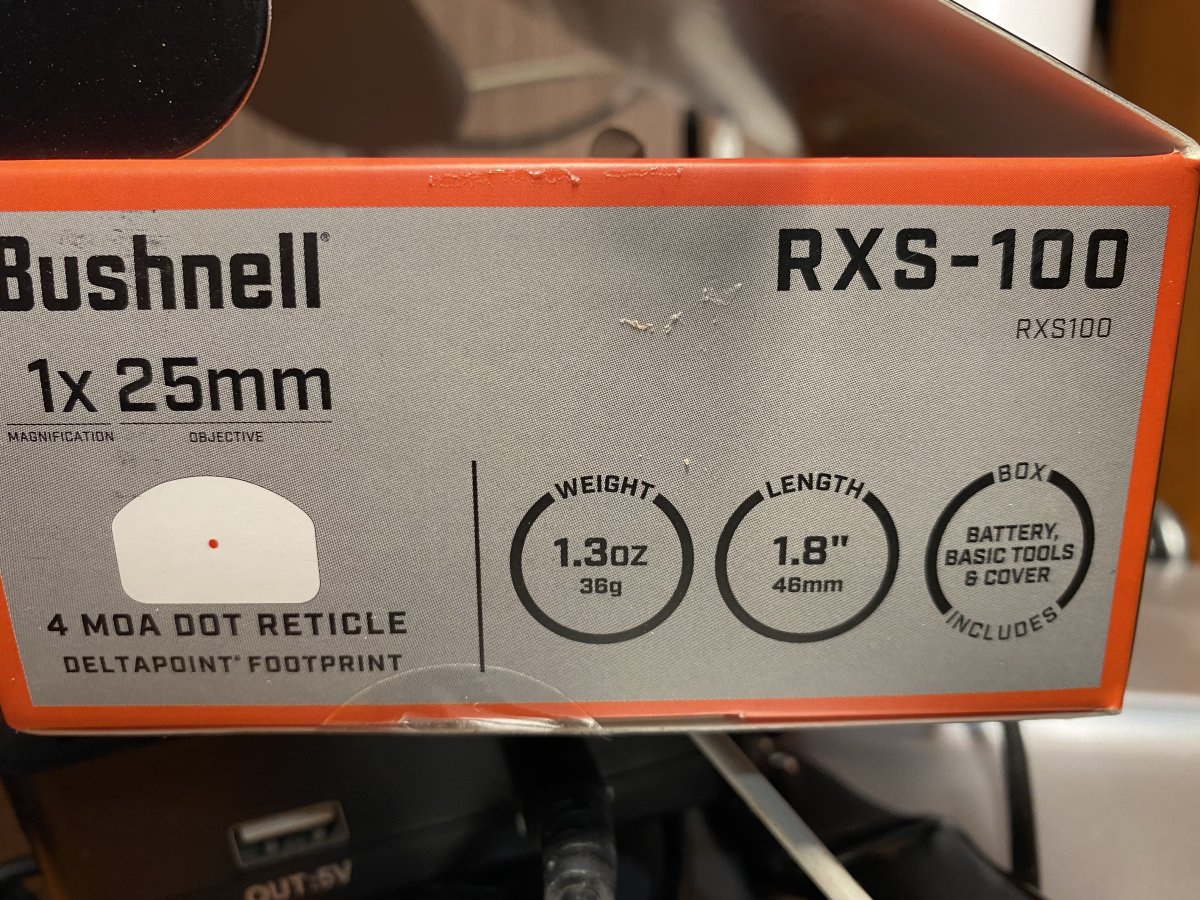 Bushnell®
RXS-100
RXS100
1x 25mm
MAGNIFICATION OBJECTIVE
4 MOA DOT RETICLE
DELTAPOINT® FOOTPRINT
WEIGHT
1.3oz
36g
LENGTH
1.8"
46mm
BOX
BATTERY,
BASIC TOOLS
& COVER
INCLUDES
OUT:5V